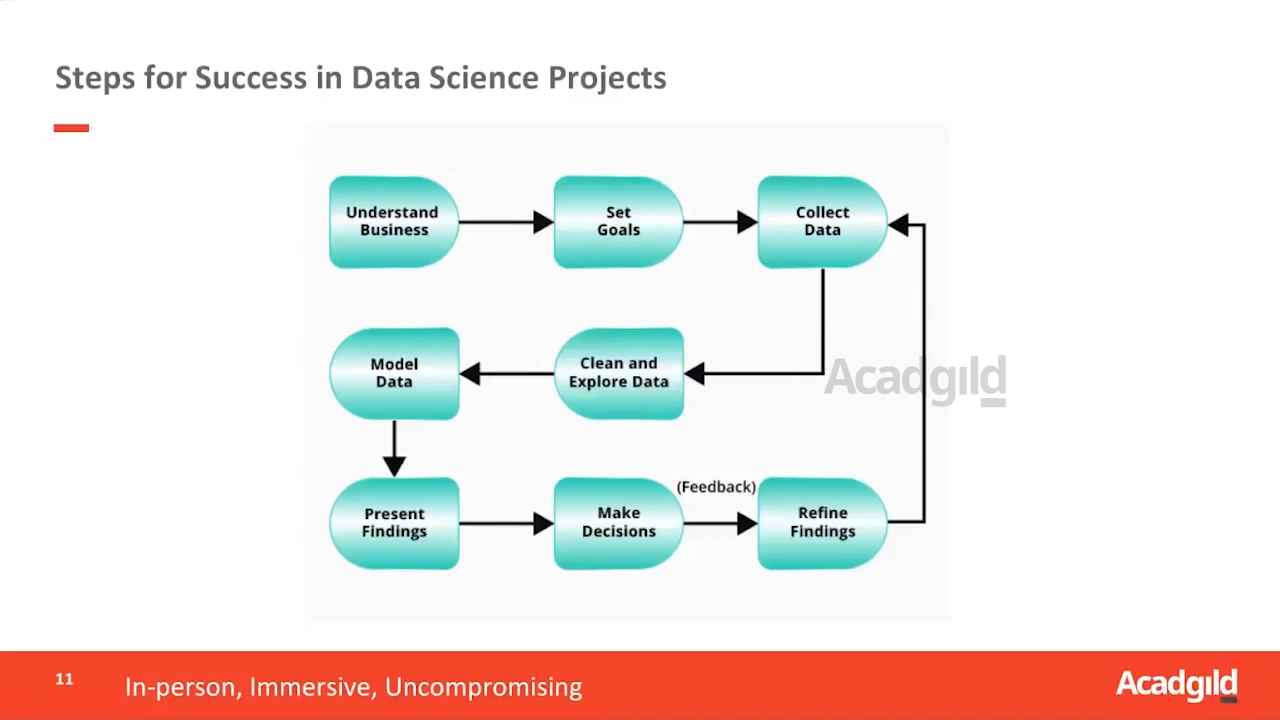 Steps for Success in Data Science Projects
Understand
Business
Set
Goals
Collect
Data
Clean and
Explore Data
Model
Data
Acadgild
Present
Findings
Make
Decisions
(Feedback)
Refine
Findings
11
In-person, Immersive, Uncompromising
Acadgild